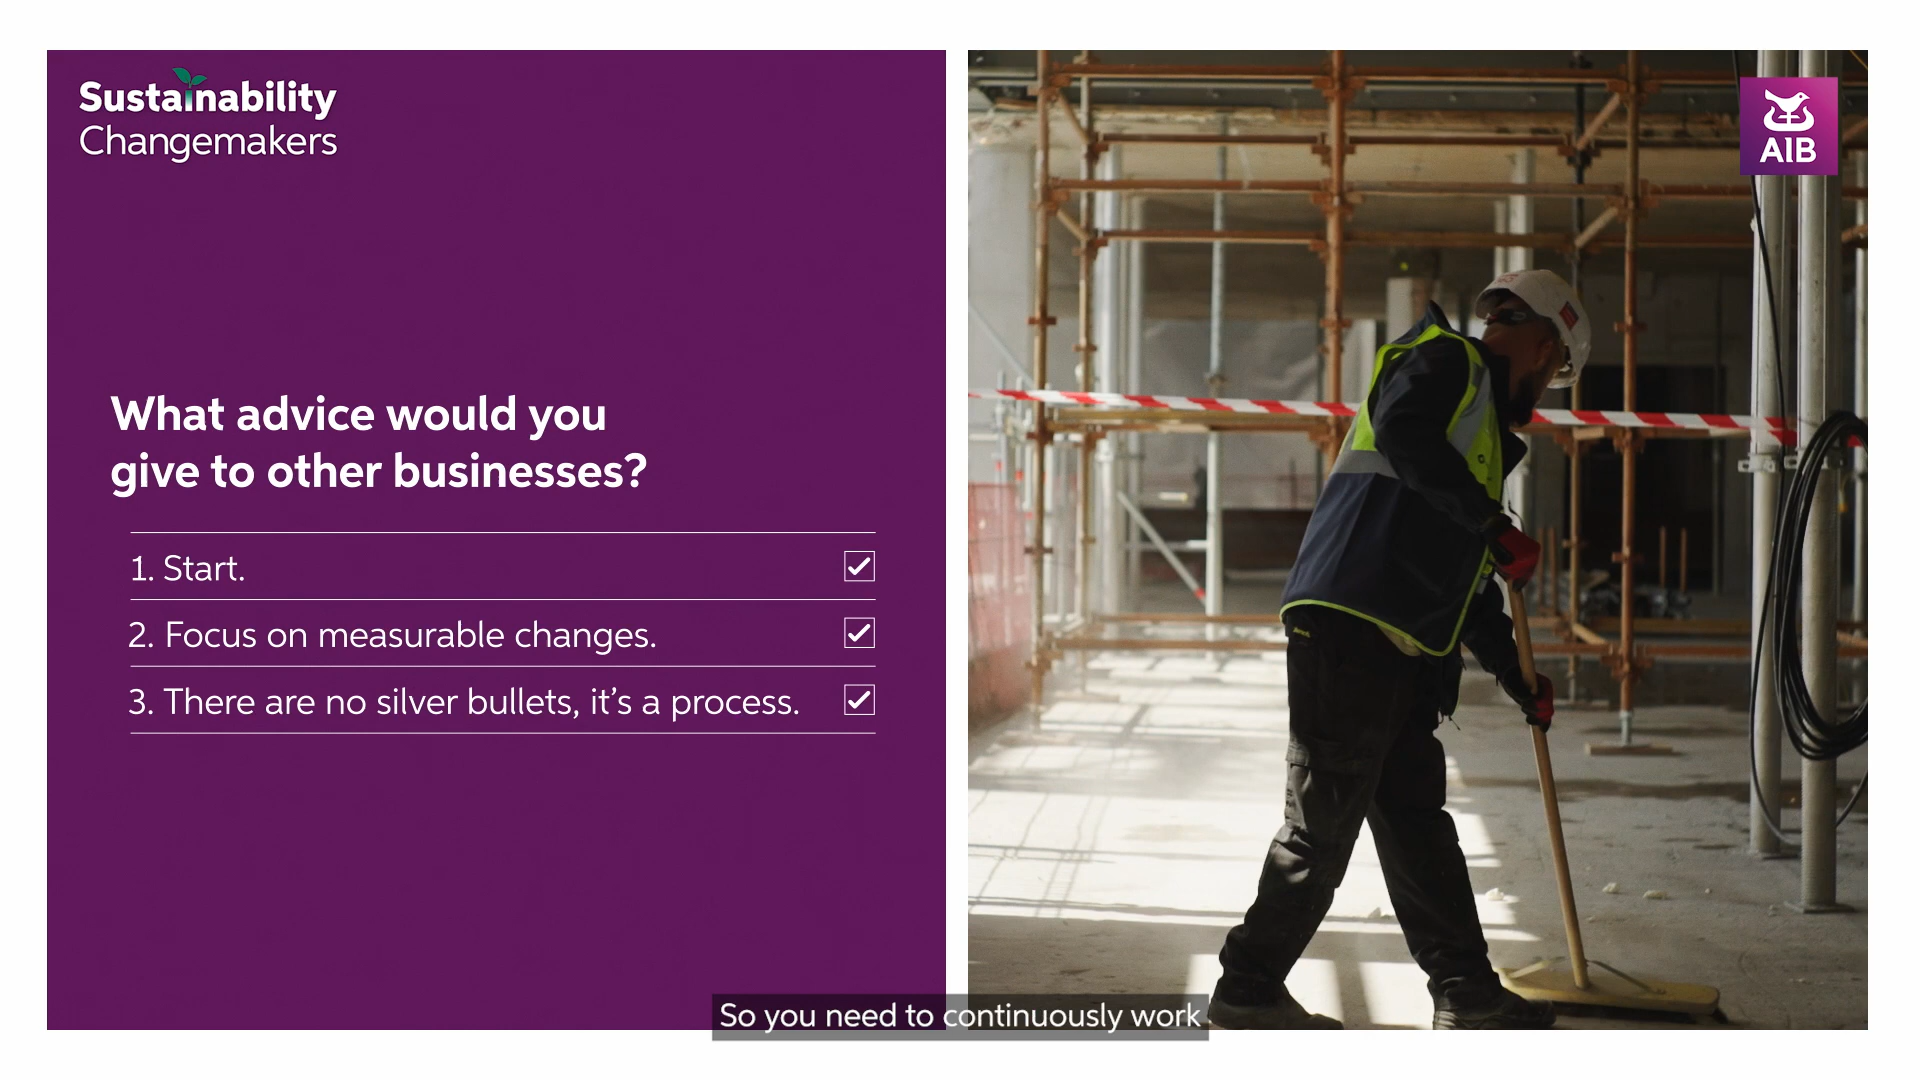 Sustainability
Changemakers
What advice would you
give to other businesses?
1. Start.
2. Focus on measurable changes.
3. There are no silver bullets, it’s a process.
AIB
So you need to continuously work